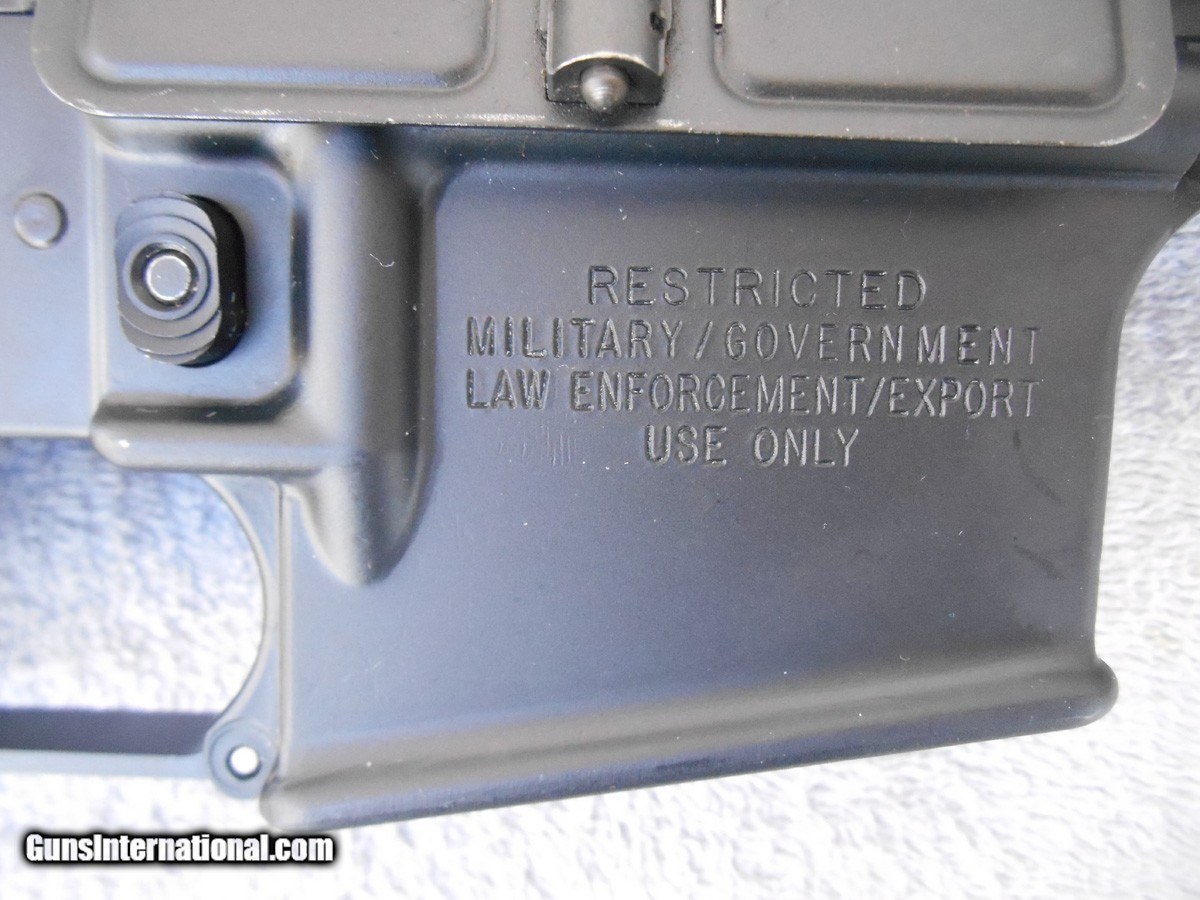 RESTRICTED
MILITARY/GOVERNMENT
LAW ENFORCEMENT/EXPORT
USE ONLY
GunsInternational.com